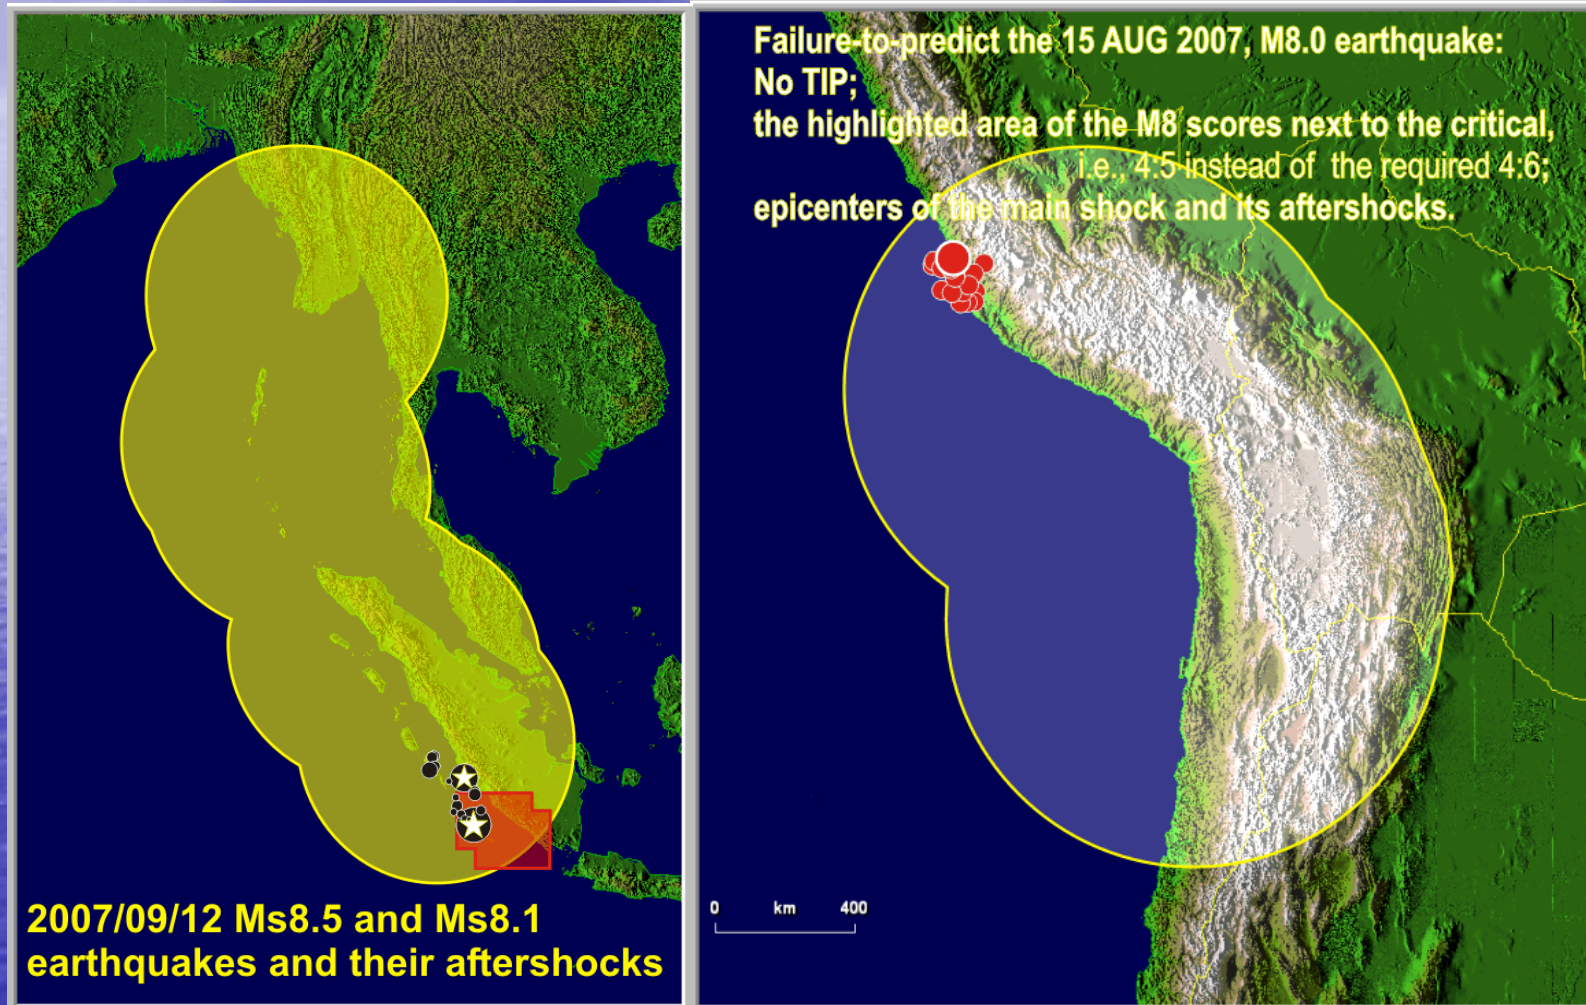 2007/09/12 Ms8.5 and Ms8.1
earthquakes and their aftershocks
Failure-to-predict the 15 AUG 2007, M8.0 earthquake:
No TIP;
the highlighted area of the M8 scores next to the critical,
i.e., 4:5 instead of the required 4:6;
epicenters of the main shock and its aftershocks.
0 km 400